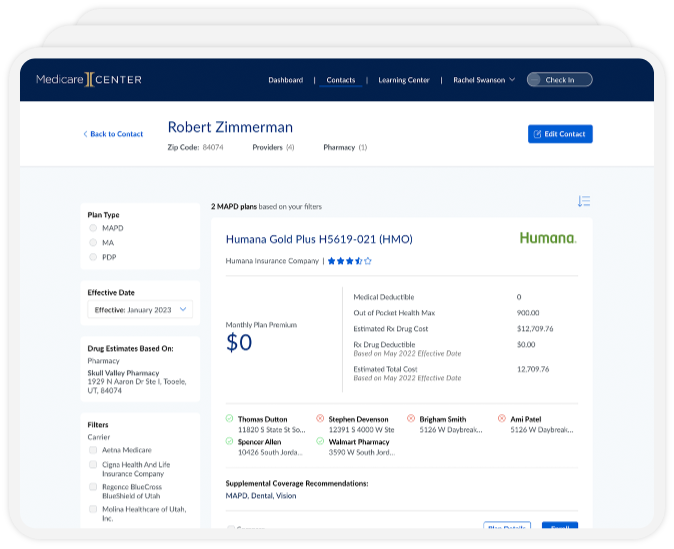 MedicareCENTER
Dashboard | Contacts | Learning Center | Rachel Swanson Check In
Back to Contact
Robert Zimmerman
Zip Code: 84074 Providers (4) Pharmacy (1)
Edit Contact
Plan Type
MAPD
MA
PDP
Effective Date
Effective: January 2023
Drug Estimates Based On:
Pharmacy
Skull Valley Pharmacy
1929 N Aaron Dr Ste I, Tooele,
UT, 84074
Filters
Carrier
Aetna Medicare
Cigna Health And Life
Insurance Company
Regence BlueCross
BlueShield of Utah
Molina Healthcare of Utah,
Inc.
2 MAPD plans based on your filters
Humana Gold Plus H5619-021 (HMO)
Humana.
Humana Insurance Company |
Monthly Plan Premium
$0
Medical Deductible 0
Out of Pocket Health Max 900.00
Estimated Rx Drug Cost $12,709.76
Rx Drug Deductible $0.00
Based on May 2022 Effective Date
Estimated Total Cost 12,709.76
Based on May 2022 Effective Date
Thomas Dutton Stephen Devenson Brigham Smith Ami Patel
11820 S State St So... 12391 S 4000 W Ste 5126 W Daybreak... 5126 W Daybreak...
Spencer Allen Walmart Pharmacy
10426 South Jorda... 3590 W South Jord...
Supplemental Coverage Recommendations:
MAPD, Dental, Vision
Plan Details Enroll